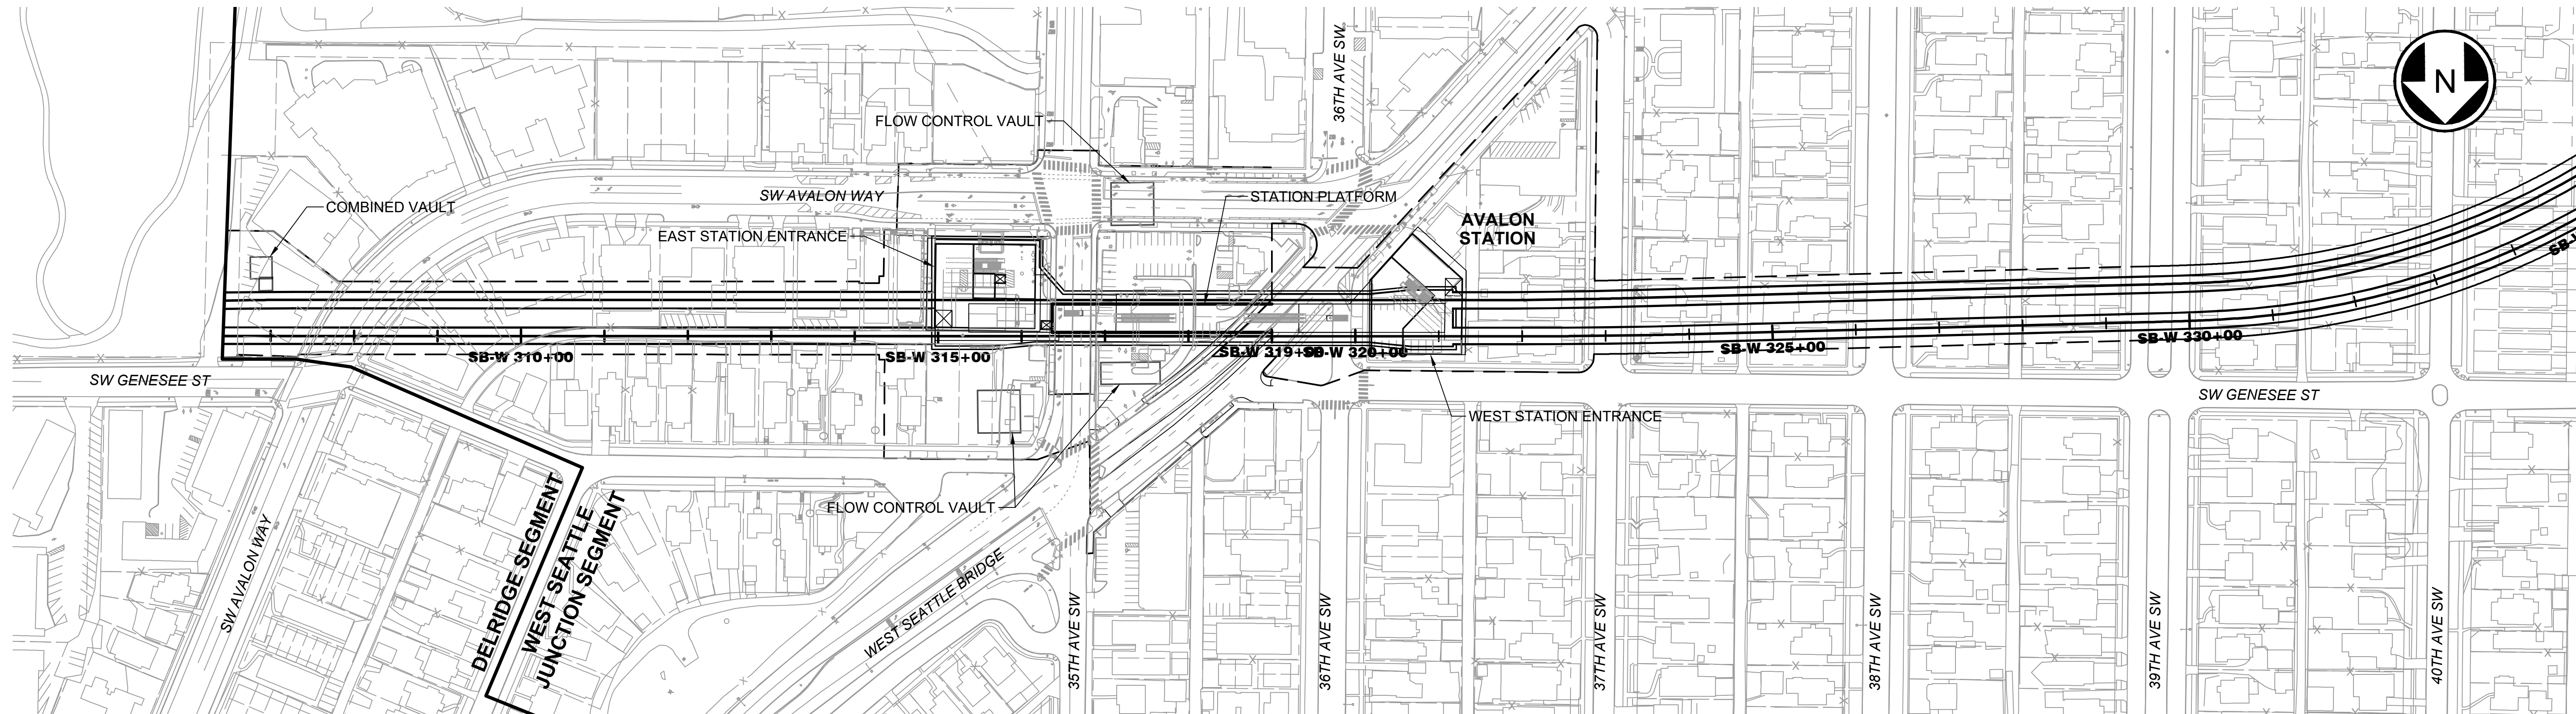 36TH AVE SW
N
FLOW CONTROL VAULT
SW AVALON WAY
STATION PLATFORM
COMBINED VAULT
EAST STATION ENTRANCE
AVALON
STATION
SB-W 310+00
SB-W 315+00
SB-W 319+00
SB-W 320+00
SB-W 325+00
SB-W 330+00
SW GENESEE ST
SW GENESEE ST
WEST STATION ENTRANCE
FLOW CONTROL VAULT
DELRIDGE SEGMENT
WEST SEATTLE
JUNCTION SEGMENT
SW AVALON WAY
WEST SEATTLE BRIDGE
35TH AVE SW
36TH AVE SW
37TH AVE SW
38TH AVE SW
39TH AVE SW
40TH AVE SW